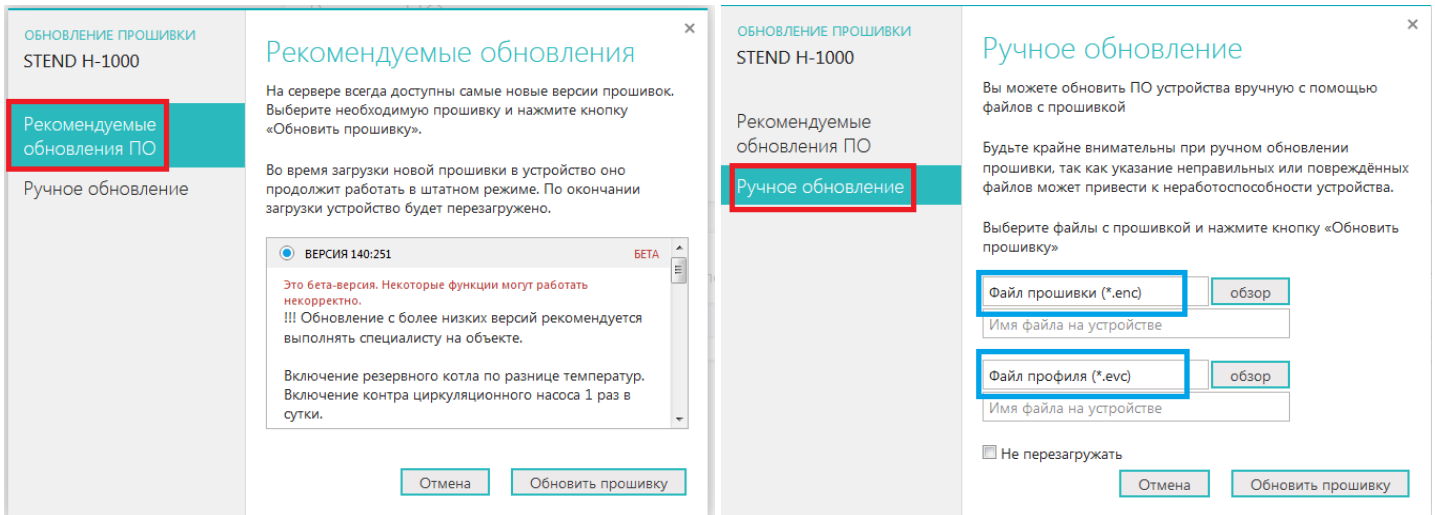 ОБНОВЛЕНИЕ ПРОШИВКИ
STEND H-1000
Рекомендуемые
обновления ПО
Ручное обновление
Рекомендуемые обновления
На сервере всегда доступны самые новые версии прошивок.
Выберите необходимую прошивку и нажмите кнопку
«Обновить прошивку».
Во время загрузки новой прошивки в устройство оно
продолжит работать в штатном режиме. По окончании
загрузки устройство будет перезагружено.
ВЕРСИЯ 140:251 БЕТА
Это бета-версия. Некоторые функции могут работать
некорректно.
!!! Обновление с более низких версий рекомендуется
выполнять специалисту на объекте.
Включение резервного котла по разнице температур.
Включение контра циркуляционного насоса 1 раз в
сутки.
Отмена Обновить прошивку
ОБНОВЛЕНИЕ ПРОШИВКИ
STEND H-1000
Рекомендуемые
обновления ПО
Ручное обновление
Ручное обновление
Вы можете обновить ПО устройства вручную с помощью
файлов с прошивкой
Будьте крайне внимательны при ручном обновлении
прошивки, так как указание неправильных или повреждённых
файлов может привести к неработоспособности устройства.
Выберите файлы с прошивкой и нажмите кнопку «Обновить
прошивку»
Файл прошивки (*.enc) обзор
Имя файла на устройстве
Файл профиля (*.evc) обзор
Имя файла на устройстве
Не перезагружать
Отмена Обновить прошивку